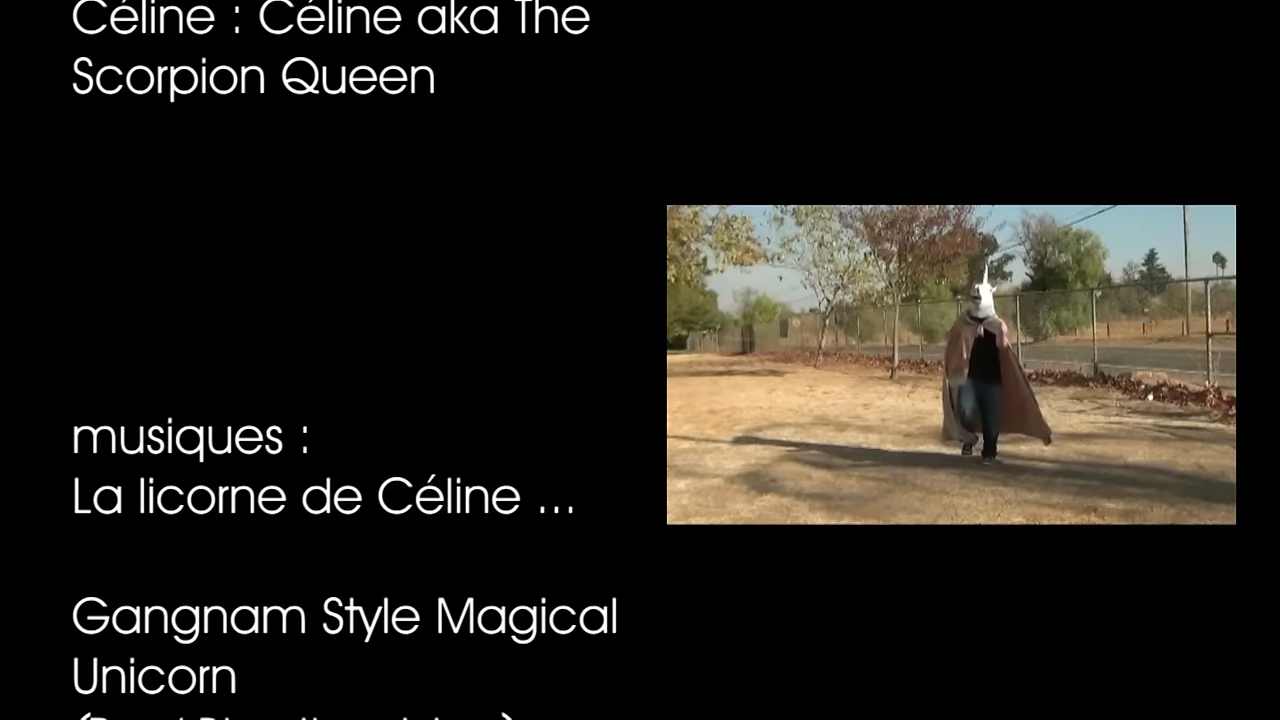 Céline : Céline aka The
Scorpion Queen
musiques :
La licorne de Céline ...
Gangnam Style Magical
Unicorn